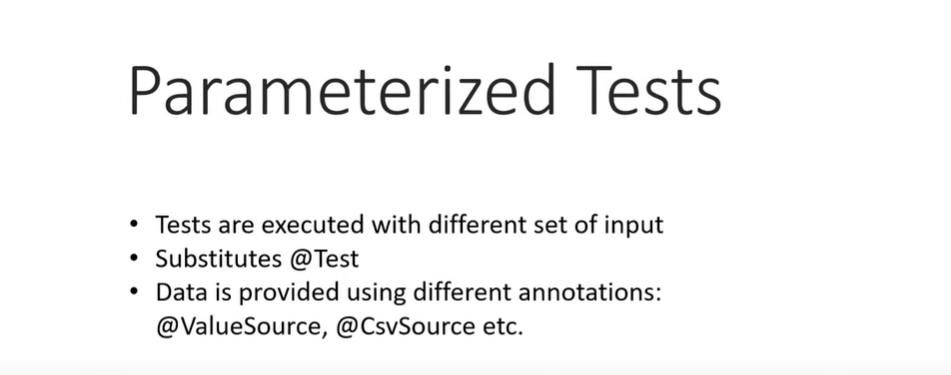 Parameterized Tests
• Tests are executed with different set of input
• Substitutes @Test
• Data is provided using different annotations:
@ValueSource, @CsvSource etc.